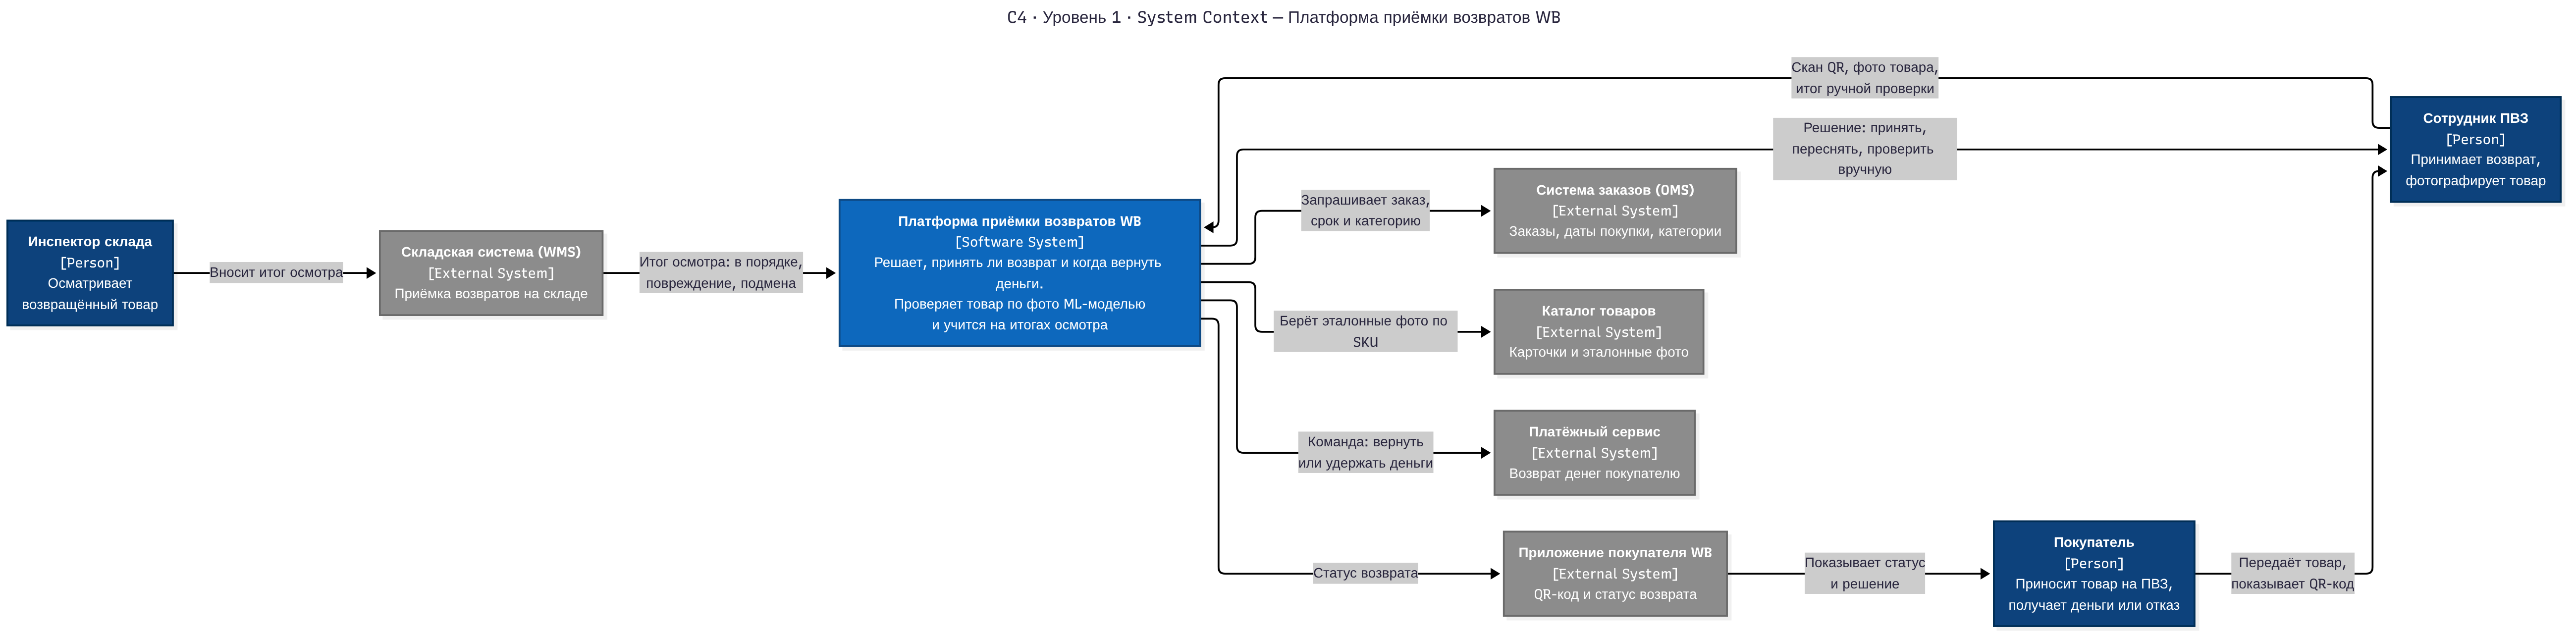 C4 · Уровень 1 · System Context — Платформа приёмки возвратов WB
Инспектор склада
[Person]
Осматривает
возвращённый товар
Вносит итог осмотра
Складская система (WMS)
[External System]
Приёмка возвратов на складе
Итог осмотра: в порядке,
повреждение, подмена
Платформа приёмки возвратов WB
[Software System]
Решает, принять ли возврат и когда вернуть
деньги.
Проверяет товар по фото ML-моделью
и учится на итогах осмотра
Скан QR, фото товара,
итог ручной проверки
Решение: принять,
переснять, проверить
вручную
Сотрудник ПВЗ
[Person]
Принимает возврат,
фотографирует товар
Запрашивает заказ,
срок и категорию
Система заказов (OMS)
[External System]
Заказы, даты покупки, категории
Берёт эталонные фото по
SKU
Каталог товаров
[External System]
Карточки и эталонные фото
Команда: вернуть
или удержать деньги
Платёжный сервис
[External System]
Возврат денег покупателю
Статус возврата
Приложение покупателя WB
[External System]
QR-код и статус возврата
Показывает статус
и решение
Покупатель
[Person]
Приносит товар на ПВЗ,
получает деньги или отказ
Передаёт товар,
показывает QR-код